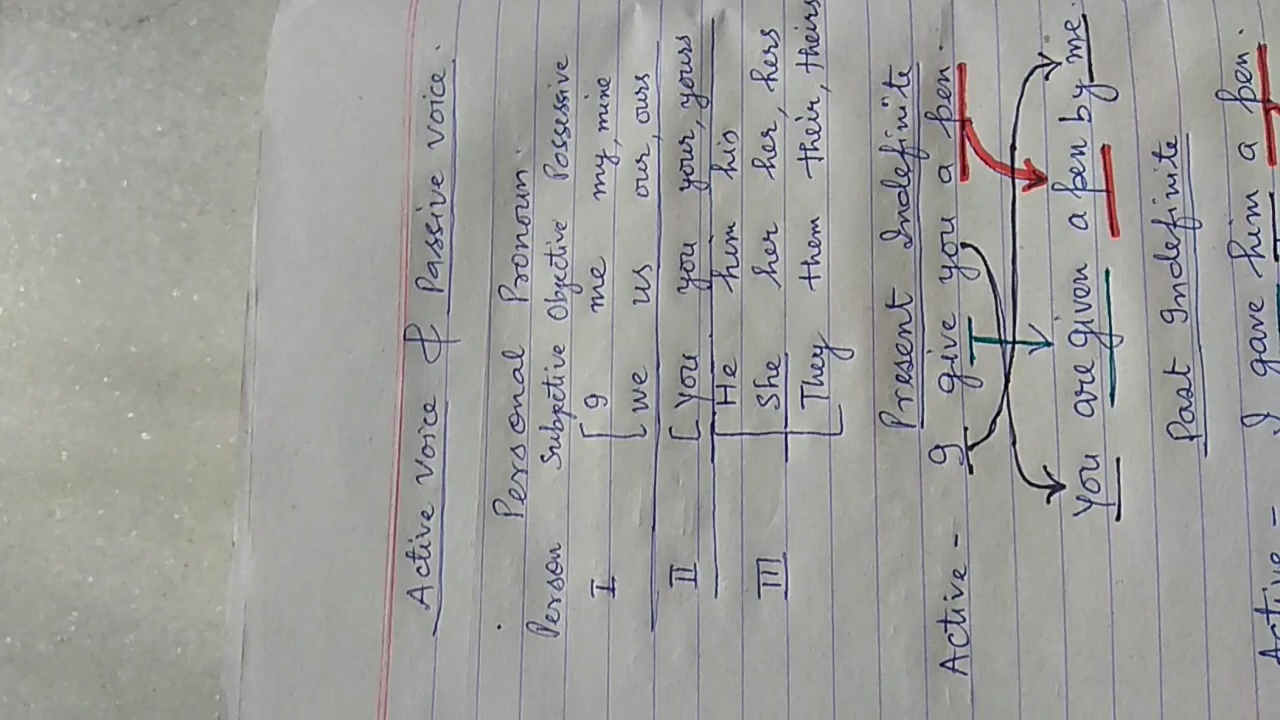 Active Voice & Passive Voice.
Personal Pronoun
Person Subjective Objective Possessive
I I me my, mine
we us our, ours
II You you your, yours
He him his
III She her her, hers
They them their, theirs
Present Indefinite
Active - I give you a pen.
You are given a pen by me.
Past Indefinite
Active - I gave him a pen.